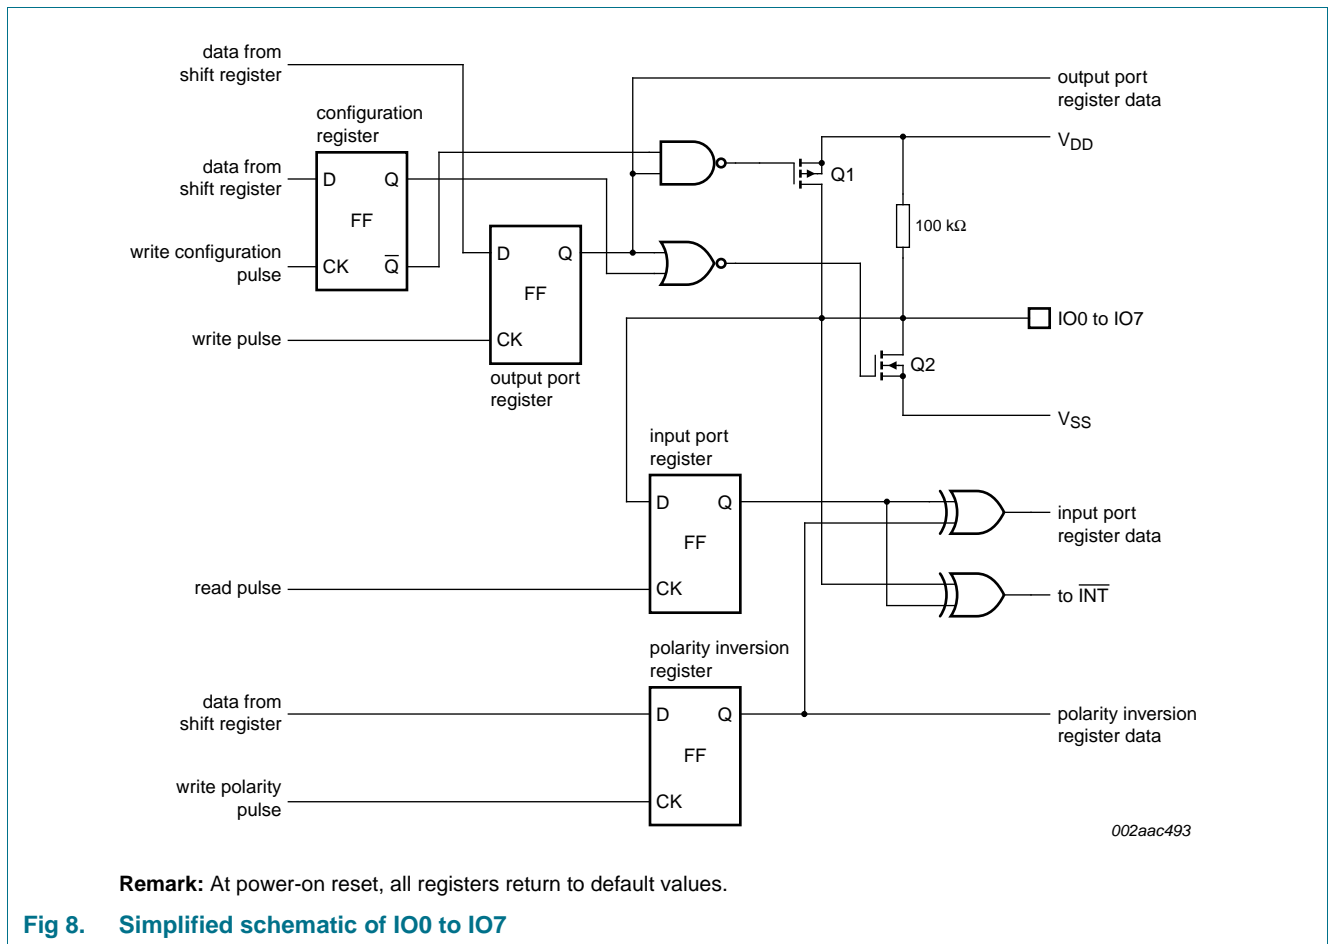 data from
shift register
output port
register data
configuration
register
VDD
data from
shift register
D
Q
Q1
FF
100 kΩ
write configuration
pulse
CK
Q
D
Q
FF
IO0 to IO7
write pulse
CK
Q2
output port
register
VSS
input port
register
D
Q
input port
register data
FF
read pulse
CK
to INT
polarity inversion
register
data from
shift register
D
Q
polarity inversion
register data
FF
write polarity
pulse
CK
002aac493
Remark: At power-on reset, all registers return to default values.
Fig 8. Simplified schematic of IO0 to IO7